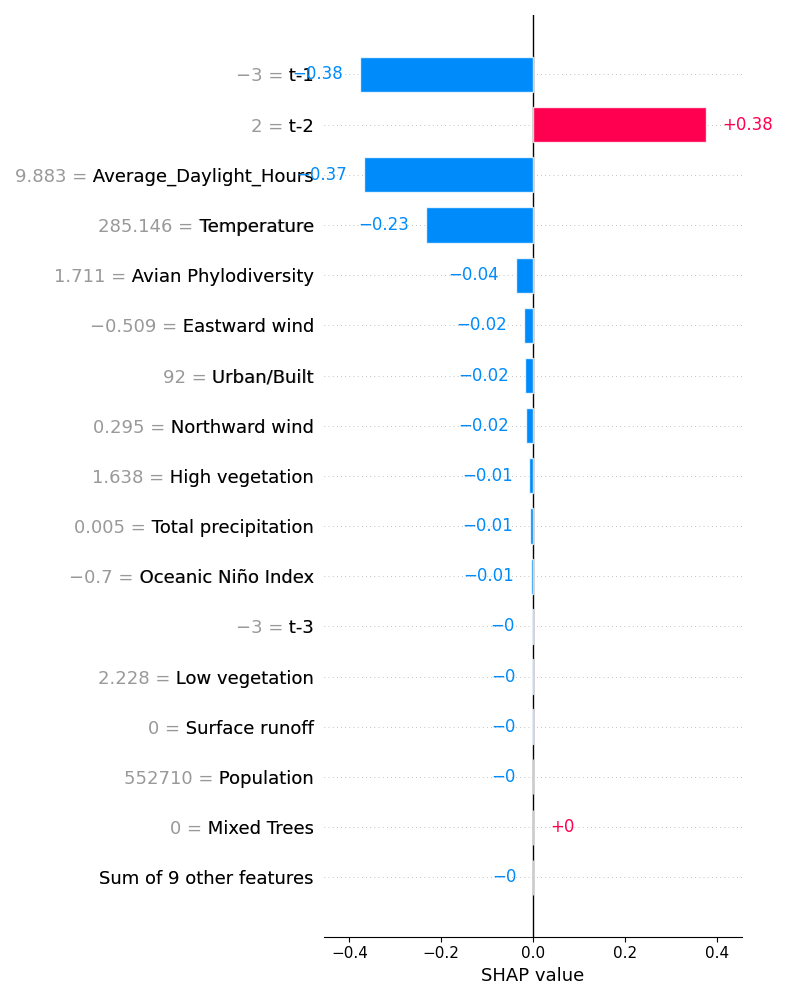 −3 = t-1 −0.38
2 = t-2 +0.38
9.883 = Average_Daylight_Hours −0.37
285.146 = Temperature −0.23
1.711 = Avian Phylodiversity −0.04
−0.509 = Eastward wind −0.02
92 = Urban/Built −0.02
0.295 = Northward wind −0.02
1.638 = High vegetation −0.01
0.005 = Total precipitation −0.01
−0.7 = Oceanic Niño Index −0.01
−3 = t-3 −0
2.228 = Low vegetation −0
0 = Surface runoff −0
552710 = Population −0
0 = Mixed Trees +0
Sum of 9 other features −0
−0.4 −0.2 0.0 0.2 0.4
SHAP value